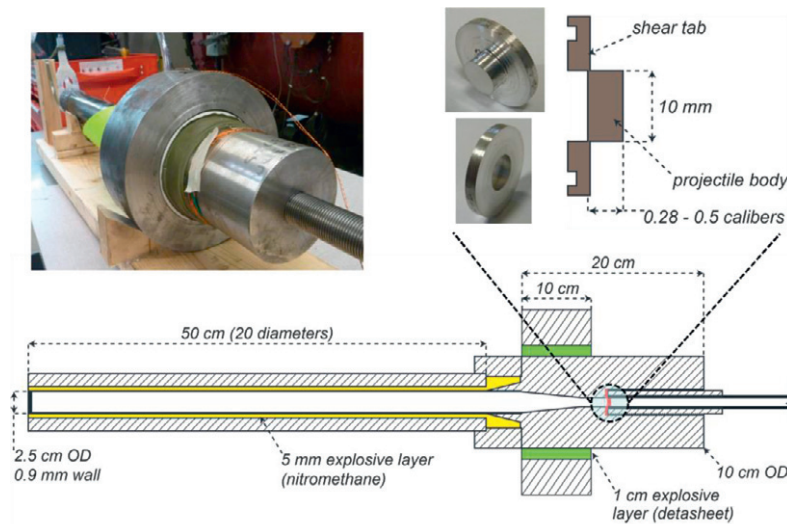 shear tab
10 mm
projectile body
0.28 - 0.5 calibers
20 cm
10 cm
50 cm (20 diameters)
2.5 cm OD
0.9 mm wall
5 mm explosive layer
(nitromethane)
10 cm OD
1 cm explosive
layer (detasheet)